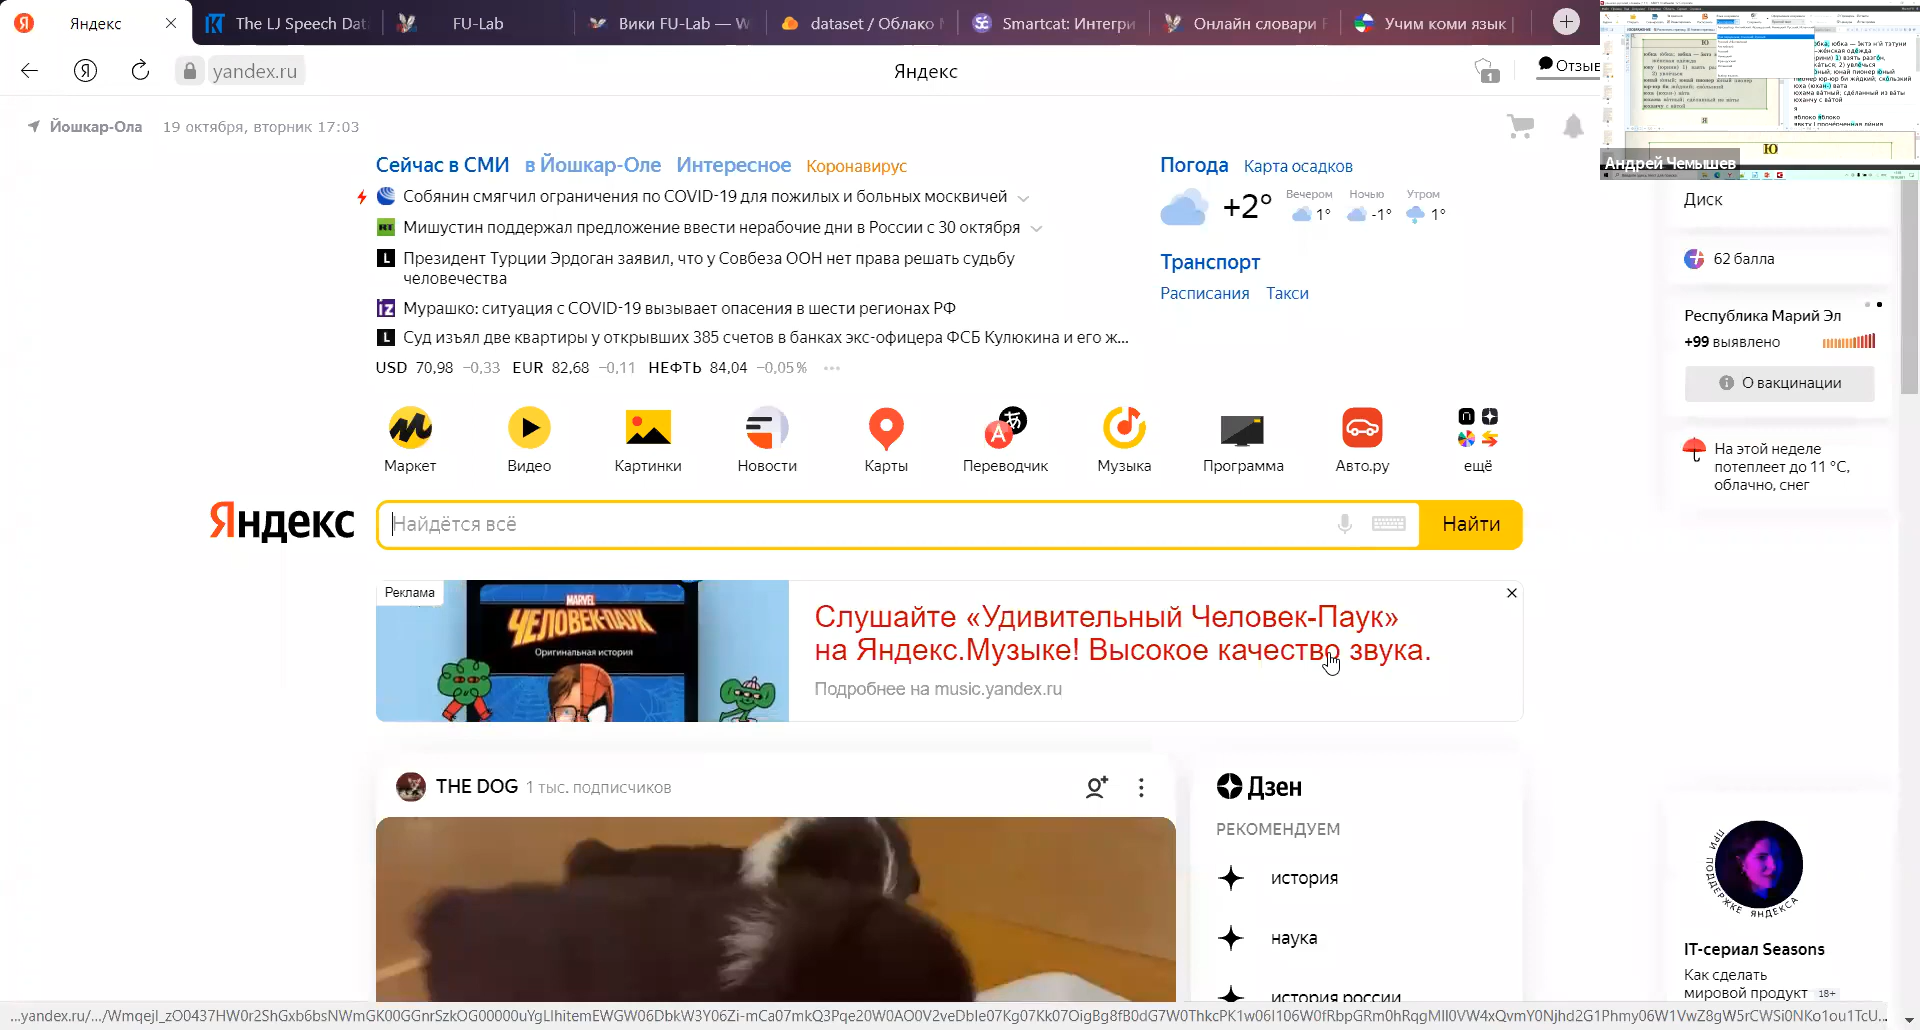 Яндекс
The LJ Speech Dat
FU-Lab
Вики FU-Lab — W
dataset / Облако
Smartcat: Интегри
Онлайн словари
Учим коми язык |
yandex.ru
Яндекс
1
Отзыв
Йошкар-Ола 19 октября, вторник 17:03
Сейчас в СМИ в Йошкар-Оле Интересное Коронавирус
Собянин смягчил ограничения по COVID-19 для пожилых и больных москвичей
Мишустин поддержал предложение ввести нерабочие дни в России с 30 октября
Президент Турции Эрдоган заявил, что у Совбеза ООН нет права решать судьбу
человечества
Мурашко: ситуация с COVID-19 вызывает опасения в шести регионах РФ
Суд изъял две квартиры у открывших 385 счетов в банках экс-офицера ФСБ Кулюкина и его ж...
USD 70,98 −0,33 EUR 82,68 −0,11 НЕФТЬ 84,04 −0,05%
Погода Карта осадков
+2° Вечером 1° Ночью -1° Утром 1°
Транспорт
Расписания Такси
Андрей Чемышев
Ю
Диск
62 балла
Республика Марий Эл
+99 выявлено
О вакцинации
На этой неделе
потеплеет до 11 °C,
облачно, снег
Маркет
Видео
Картинки
Новости
Карты
Переводчик
Музыка
Программа
Авто.ру
ещё
Яндекс
Найдётся всё
Найти
Реклама
MARVEL
ЧЕЛОВЕК-ПАУК
Оригинальная история
Слушайте «Удивительный Человек-Паук»
на Яндекс.Музыке! Высокое качество звука.
Подробнее на music.yandex.ru
THE DOG 1 тыс. подписчиков
Дзен
РЕКОМЕНДУЕМ
история
наука
история россии
ПРИ ПОДДЕРЖКЕ ЯНДЕКСА
IT-сериал Seasons
Как сделать
мировой продукт 18+